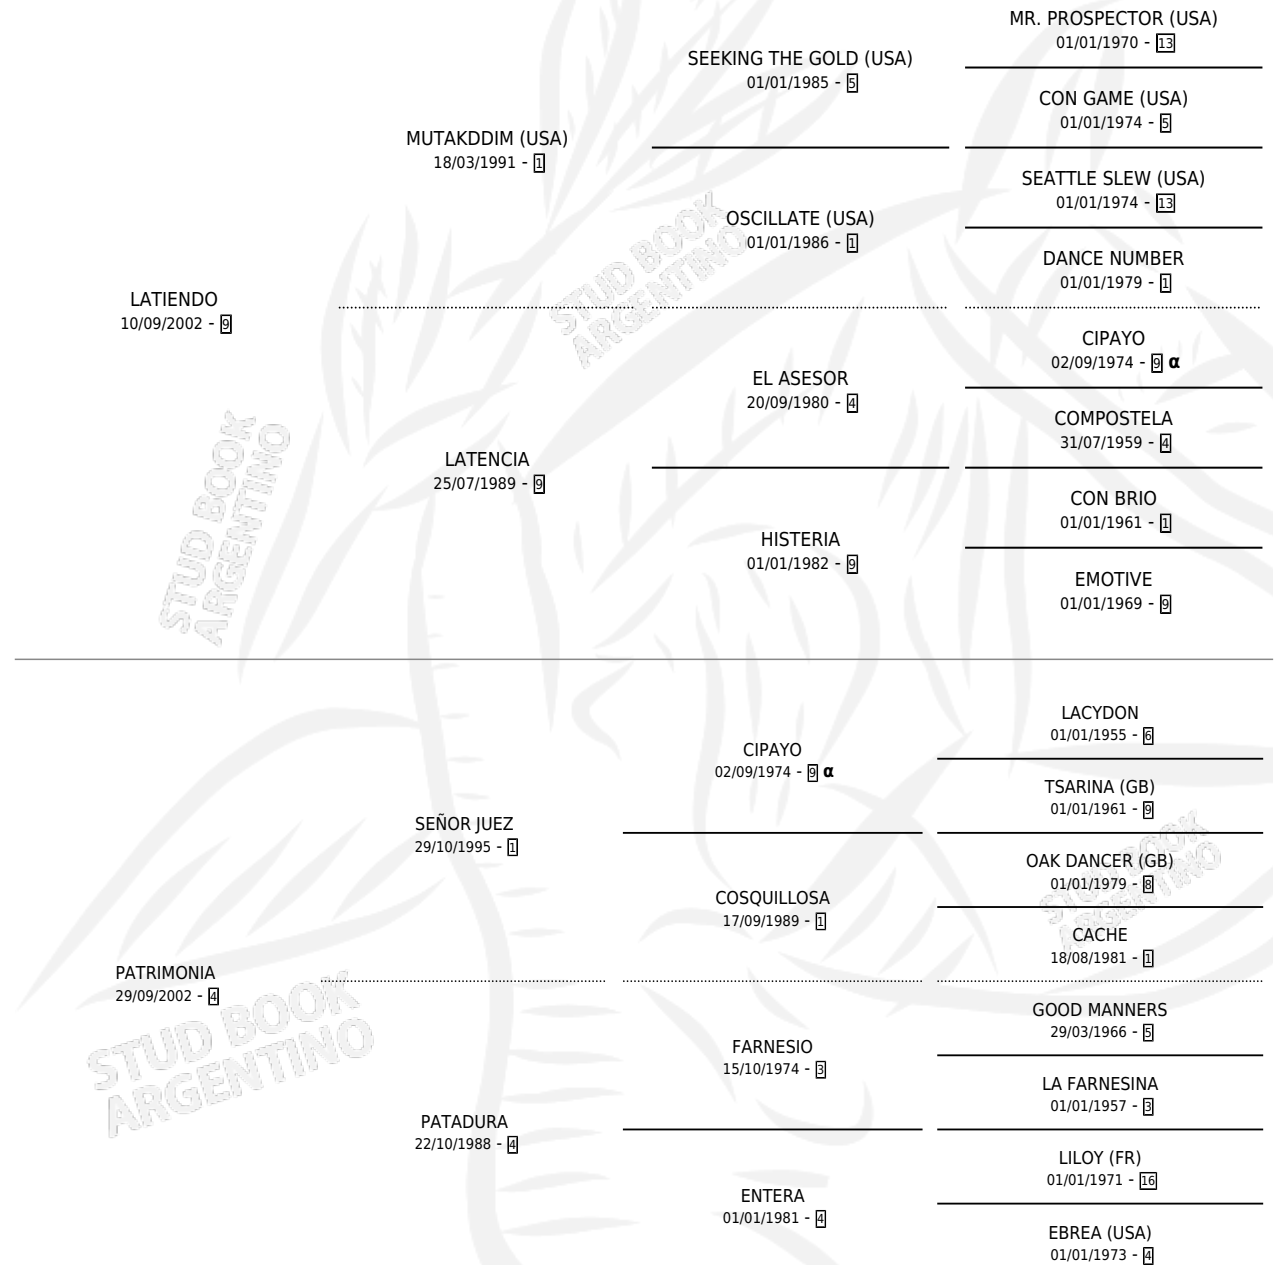 MR. PROSPECTOR (USA)
01/01/1970 - 13
SEEKING THE GOLD (USA)
01/01/1985 - 5
CON GAME (USA)
01/01/1974 - 5
MUTAKDDIM (USA)
18/03/1991 - 1
SEATTLE SLEW (USA)
01/01/1974 - 13
OSCILLATE (USA)
01/01/1986 - 1
DANCE NUMBER
01/01/1979 - 1
LATIENDO
10/09/2002 - 9
CIPAYO
02/09/1974 - 9 α
EL ASESOR
20/09/1980 - 4
COMPOSTELA
31/07/1959 - 4
LATENCIA
25/07/1989 - 9
CON BRIO
01/01/1961 - 1
HISTERIA
01/01/1982 - 9
EMOTIVE
01/01/1969 - 9
STUD BOOK
ARGENTINO
STUD BOOK
ARGENTINO
LACYDON
01/01/1955 - 6
CIPAYO
02/09/1974 - 9 α
TSARINA (GB)
01/01/1961 - 9
SEÑOR JUEZ
29/10/1995 - 1
OAK DANCER (GB)
01/01/1979 - 8
COSQUILLOSA
17/09/1989 - 1
CACHE
18/08/1981 - 1
PATRIMONIA
29/09/2002 - 4
GOOD MANNERS
29/03/1966 - 5
FARNESIO
15/10/1974 - 3
LA FARNESINA
01/01/1957 - 3
PATADURA
22/10/1988 - 4
LILOY (FR)
01/01/1971 - 16
ENTERA
01/01/1981 - 4
EBREA (USA)
01/01/1973 - 4
STUD BOOK
ARGENTINO
STUD BOOK
ARGENTINO